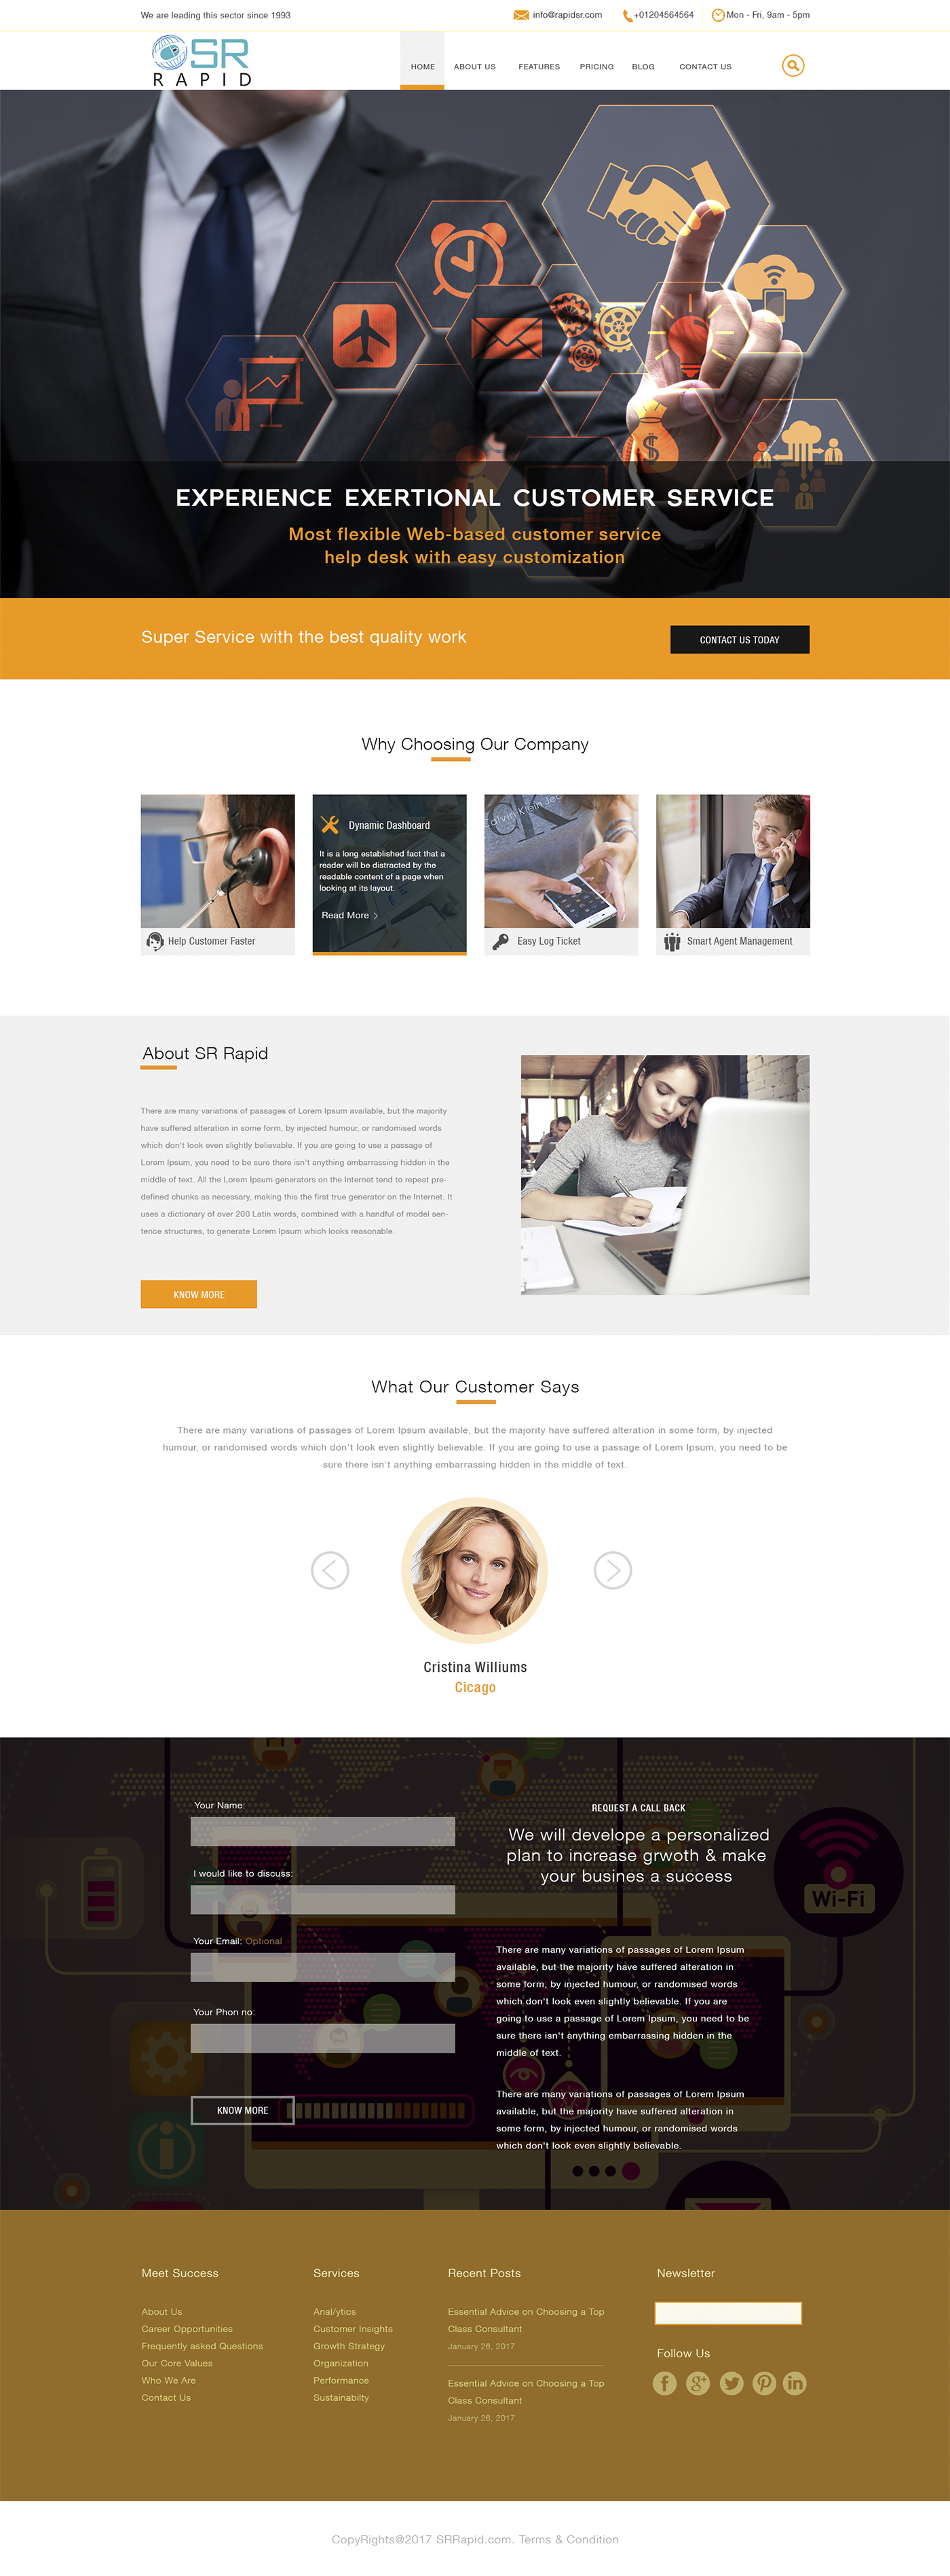 We are leading this sector since 1993
info@rapidsr.com
+01204564564
Mon - Fri, 9am - 5pm
SR
RAPID
HOME
ABOUT US
FEATURES
PRICING
BLOG
CONTACT US
EXPERIENCE EXERTIONAL CUSTOMER SERVICE
Most flexible Web-based customer service
help desk with easy customization
Super Service with the best quality work
CONTACT US TODAY
Why Choosing Our Company
Dynamic Dashboard
It is a long established fact that a
reader will be distracted by the
readable content of a page when
looking at its layout.
Read More
Calvin Klein Jeans
CK
Help Customer Faster
Easy Log Ticket
Smart Agent Management
About SR Rapid
There are many variations of passages of Lorem Ipsum available, but the majority
have suffered alteration in some form, by injected humour, or randomised words
which don't look even slightly believable. If you are going to use a passage of
Lorem Ipsum, you need to be sure there isn't anything embarrassing hidden in the
middle of text. All the Lorem Ipsum generators on the Internet tend to repeat pre-
defined chunks as necessary, making this the first true generator on the Internet. It
uses a dictionary of over 200 Latin words, combined with a handful of model sen-
tence structures, to generate Lorem Ipsum which looks reasonable.
KNOW MORE
What Our Customer Says
There are many variations of passages of Lorem Ipsum available, but the majority have suffered alteration in some form, by injected
humour, or randomised words which don't look even slightly believable. If you are going to use a passage of Lorem Ipsum, you need to be
sure there isn't anything embarrassing hidden in the middle of text.
Cristina Williums
Cicago
Your Name:
I would like to discuss:
Your Email: Optional
Your Phon no:
KNOW MORE
REQUEST A CALL BACK
We will develope a personalized
plan to increase grwoth & make
your busines a success
Wi-Fi
There are many variations of passages of Lorem Ipsum
available, but the majority have suffered alteration in
some form, by injected humour, or randomised words
which don't look even slightly believable. If you are
going to use a passage of Lorem Ipsum, you need to be
sure there isn't anything embarrassing hidden in the
middle of text.
There are many variations of passages of Lorem Ipsum
available, but the majority have suffered alteration in
some form, by injected humour, or randomised words
which don't look even slightly believable.
Meet Success
About Us
Career Opportunities
Frequently asked Questions
Our Core Values
Who We Are
Contact Us
Services
Anal/ytics
Customer Insights
Growth Strategy
Organization
Performance
Sustainabilty
Recent Posts
Essential Advice on Choosing a Top
Class Consultant
January 26, 2017
Essential Advice on Choosing a Top
Class Consultant
January 26, 2017
Newsletter
Follow Us
CopyRights@2017 SRRapid.com. Terms & Condition